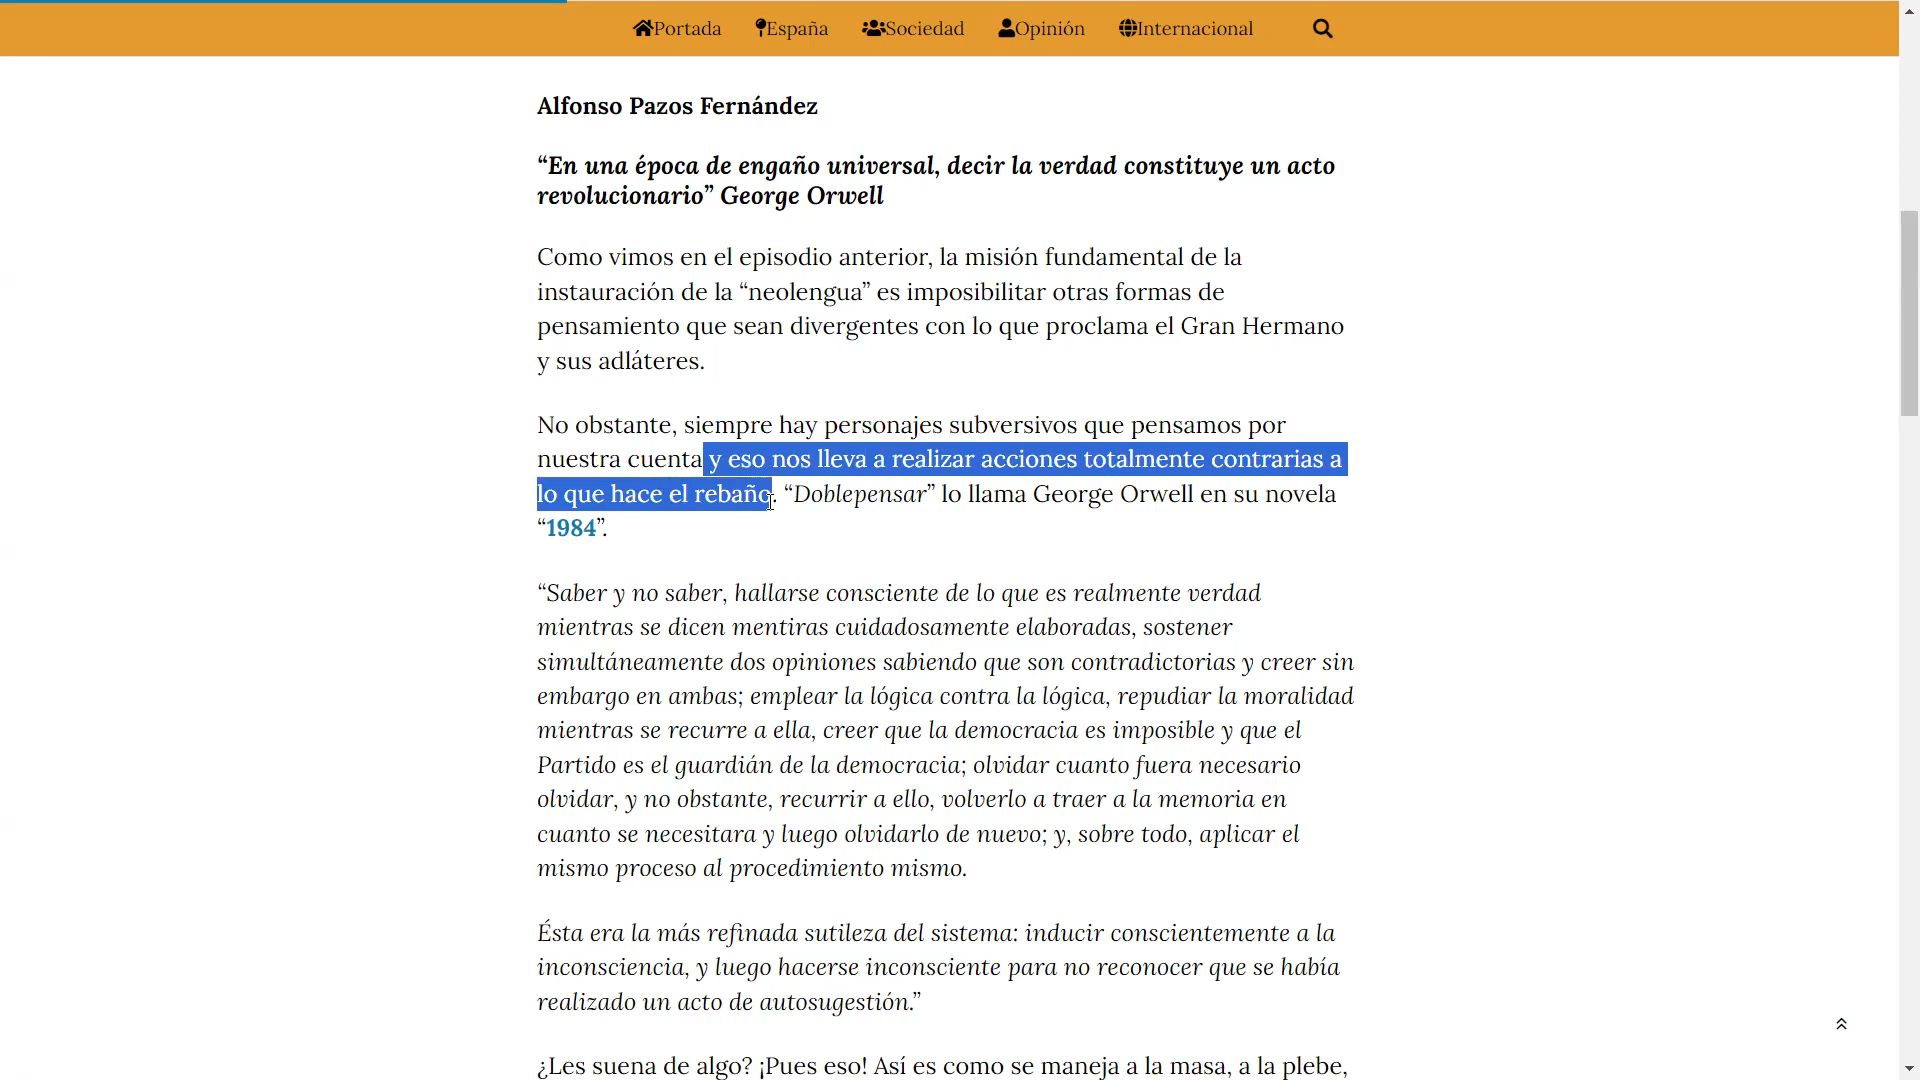 Portada España Sociedad Opinión Internacional
Alfonso Pazos Fernández
“En una época de engaño universal, decir la verdad constituye un acto
revolucionario” George Orwell
Como vimos en el episodio anterior, la misión fundamental de la
instauración de la “neolengua” es imposibilitar otras formas de
pensamiento que sean divergentes con lo que proclama el Gran Hermano
y sus adláteres.
No obstante, siempre hay personajes subversivos que pensamos por
nuestra cuenta y eso nos lleva a realizar acciones totalmente contrarias a
lo que hace el rebaño. “Doblepensar” lo llama George Orwell en su novela
“1984”.
“Saber y no saber, hallarse consciente de lo que es realmente verdad
mientras se dicen mentiras cuidadosamente elaboradas, sostener
simultáneamente dos opiniones sabiendo que son contradictorias y creer sin
embargo en ambas; emplear la lógica contra la lógica, repudiar la moralidad
mientras se recurre a ella, creer que la democracia es imposible y que el
Partido es el guardián de la democracia; olvidar cuanto fuera necesario
olvidar, y no obstante, recurrir a ello, volverlo a traer a la memoria en
cuanto se necesitara y luego olvidarlo de nuevo; y, sobre todo, aplicar el
mismo proceso al procedimiento mismo.
Ésta era la más refinada sutileza del sistema: inducir conscientemente a la
inconsciencia, y luego hacerse inconsciente para no reconocer que se había
realizado un acto de autosugestión.”
¿Les suena de algo? ¡Pues eso! Así es como se maneja a la masa, a la plebe,